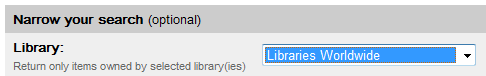 Narrow your search (optional)
Library:
Return only items owned by selected library(ies)
Libraries Worldwide